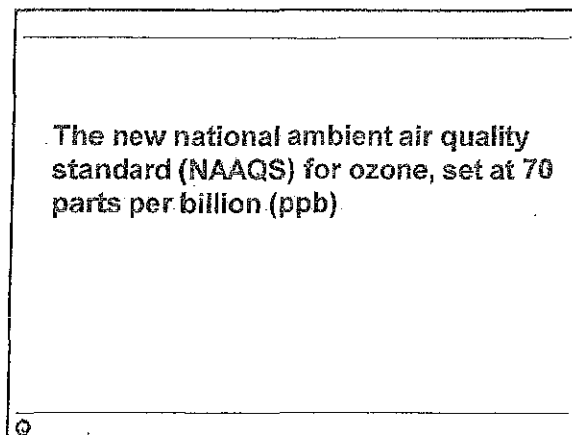 The new national ambient air quality
standard (NAAQS) for ozone, set at 70
parts per billion (ppb)